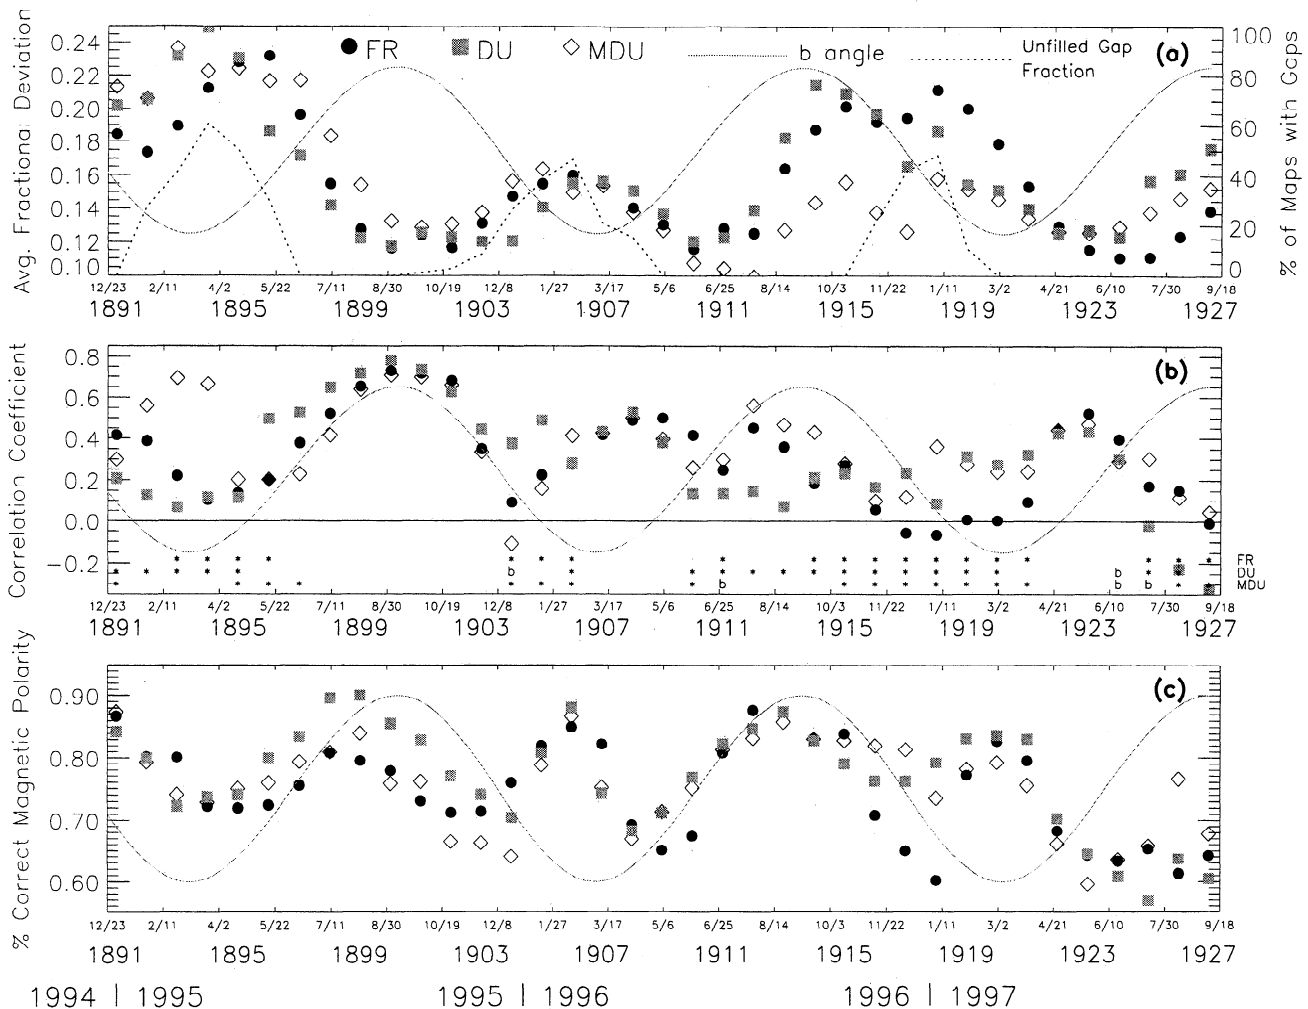 Avg. Fractional Deviation
0.24
0.22
0.20
0.18
0.16
0.14
0.12
0.10
FR DU MDU b angle Unfilled Gap Fraction (a)
100
80
60
40
20
0
% of Maps with Gaps
12/23 2/11 4/2 5/22 7/11 8/30 10/19 12/8 1/27 3/17 5/6 6/25 8/14 10/3 11/22 1/11 3/2 4/21 6/10 7/30 9/18
1891 1895 1899 1903 1907 1911 1915 1919 1923 1927
Correlation Coefficient
0.8
0.6
0.4
0.2
0.0
-0.2
(b)
* * * * * * * * * * * * * * * * * * * FR
* * * * * b * * * * * * * * * * * * b * * DU
* * * * * * * * b * * * * * * * b b * * MDU
12/23 2/11 4/2 5/22 7/11 8/30 10/19 12/8 1/27 3/17 5/6 6/25 8/14 10/3 11/22 1/11 3/2 4/21 6/10 7/30 9/18
1891 1895 1899 1903 1907 1911 1915 1919 1923 1927
% Correct Magnetic Polarity
0.90
0.80
0.70
0.60
(c)
12/23 2/11 4/2 5/22 7/11 8/30 10/19 12/8 1/27 3/17 5/6 6/25 8/14 10/3 11/22 1/11 3/2 4/21 6/10 7/30 9/18
1891 1895 1899 1903 1907 1911 1915 1919 1923 1927
1994 | 1995 1995 | 1996 1996 | 1997